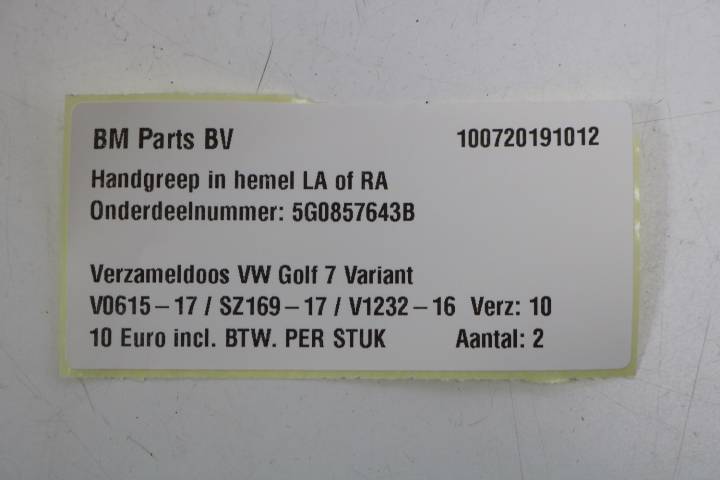 BM Parts BV 100720191012
Handgreep in hemel LA of RA
Onderdeelnummer: 5G0857643B
Verzameldoos VW Golf 7 Variant
V0615-17 / SZ169-17 / V1232-16 Verz: 10
10 Euro incl. BTW. PER STUK Aantal: 2